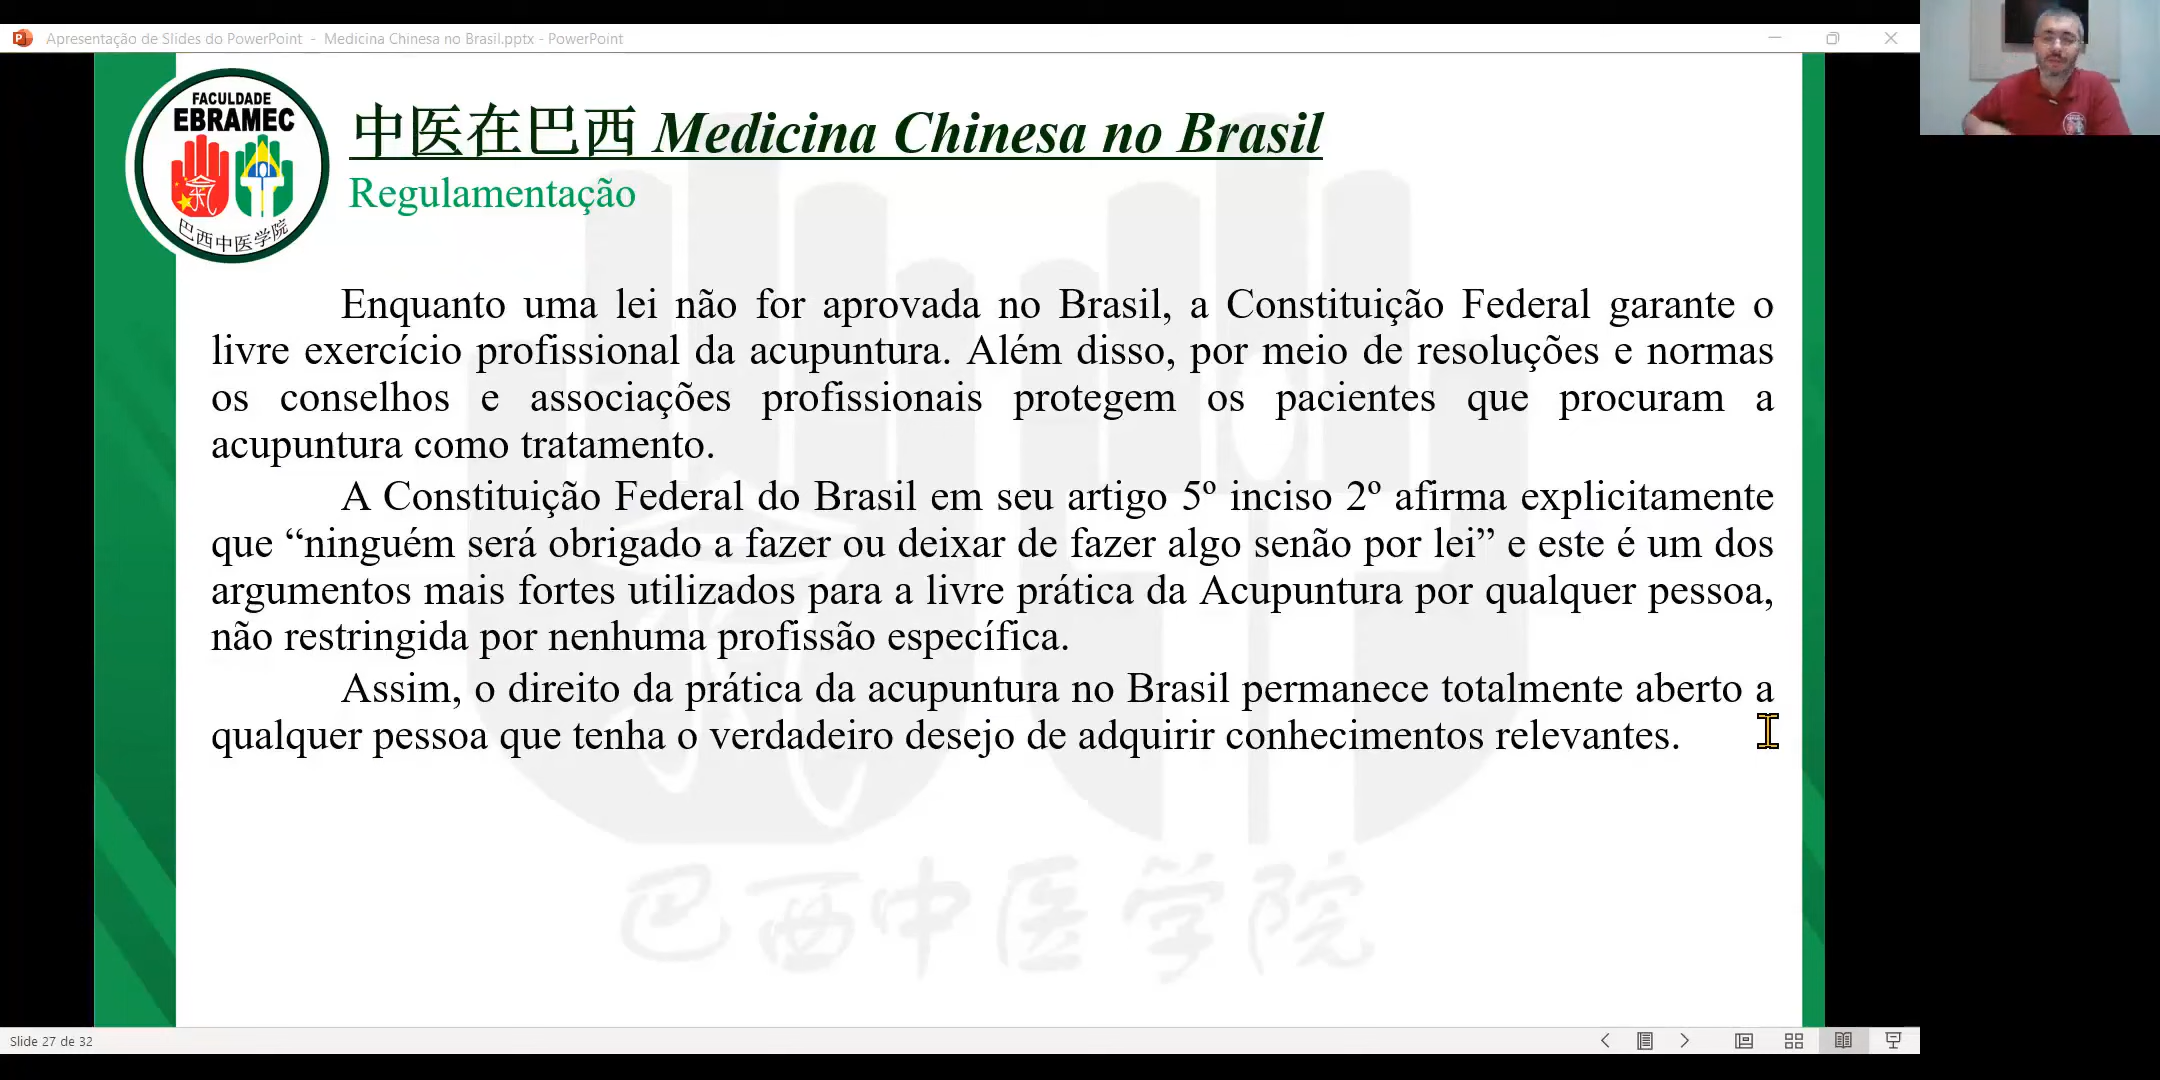 Apresentação de Slides do PowerPoint - Medicina Chinesa no Brasil.pptx - PowerPoint
FACULDADE
EBRAMEC
巴西中医学院
中医在巴西 Medicina Chinesa no Brasil
Regulamentação
Enquanto uma lei não for aprovada no Brasil, a Constituição Federal garante o
livre exercício profissional da acupuntura. Além disso, por meio de resoluções e normas
os conselhos e associações profissionais protegem os pacientes que procuram a
acupuntura como tratamento.
A Constituição Federal do Brasil em seu artigo 5º inciso 2º afirma explicitamente
que “ninguém será obrigado a fazer ou deixar de fazer algo senão por lei” e este é um dos
argumentos mais fortes utilizados para a livre prática da Acupuntura por qualquer pessoa,
não restringida por nenhuma profissão específica.
Assim, o direito da prática da acupuntura no Brasil permanece totalmente aberto a
qualquer pessoa que tenha o verdadeiro desejo de adquirir conhecimentos relevantes.
巴西中医学院
Slide 27 de 32